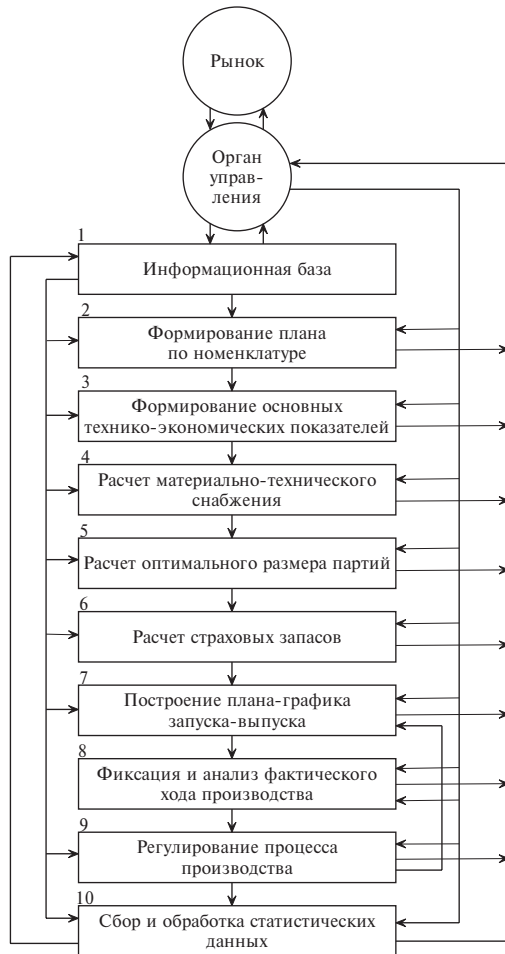 Рынок
Орган
управ-
ления
1
Информационная база
2
Формирование плана
по номенклатуре
3
Формирование основных
технико-экономических показателей
4
Расчет материально-технического
снабжения
5
Расчет оптимального размера партий
6
Расчет страховых запасов
7
Построение плана-графика
запуска-выпуска
8
Фиксация и анализ фактического
хода производства
9
Регулирование процесса
производства
10
Сбор и обработка статистических
данных